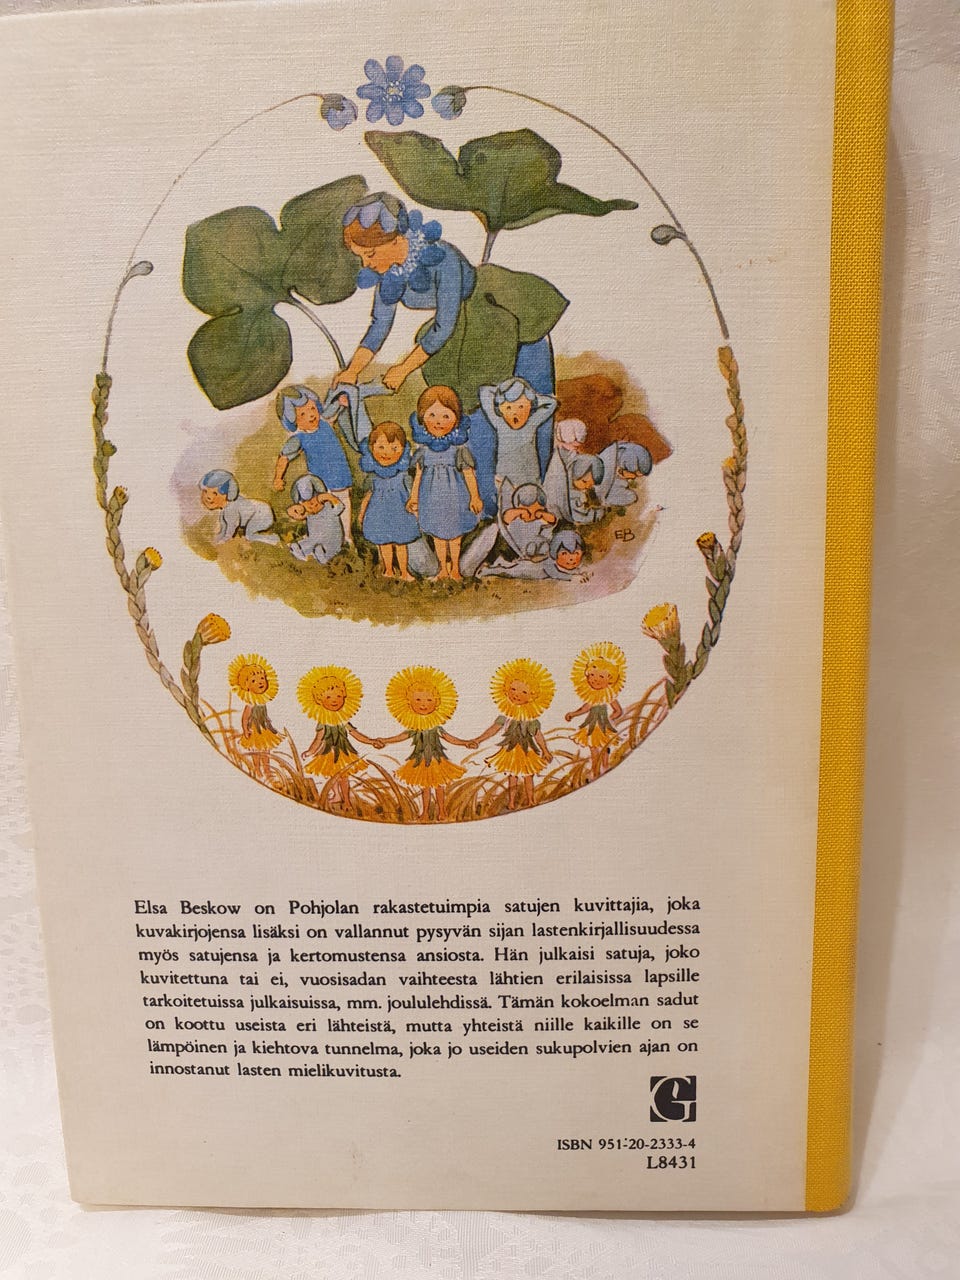 EB
Elsa Beskow on Pohjolan rakastetuimpia satujen kuvittajia, joka
kuvakirjojensa lisäksi on vallannut pysyvän sijan lastenkirjallisuudessa
myös satujensa ja kertomustensa ansiosta. Hän julkaisi satuja, joko
kuvitettuna tai ei, vuosisadan vaihteesta lähtien erilaisissa lapsille
tarkoitetuissa julkaisuissa, mm. joululehdissä. Tämän kokoelman sadut
on koottu useista eri lähteistä, mutta yhteistä niille kaikille on se
lämpöinen ja kiehtova tunnelma, joka jo useiden sukupolvien ajan on
innostanut lasten mielikuvitusta.
G
ISBN 951-20-2333-4
L8431